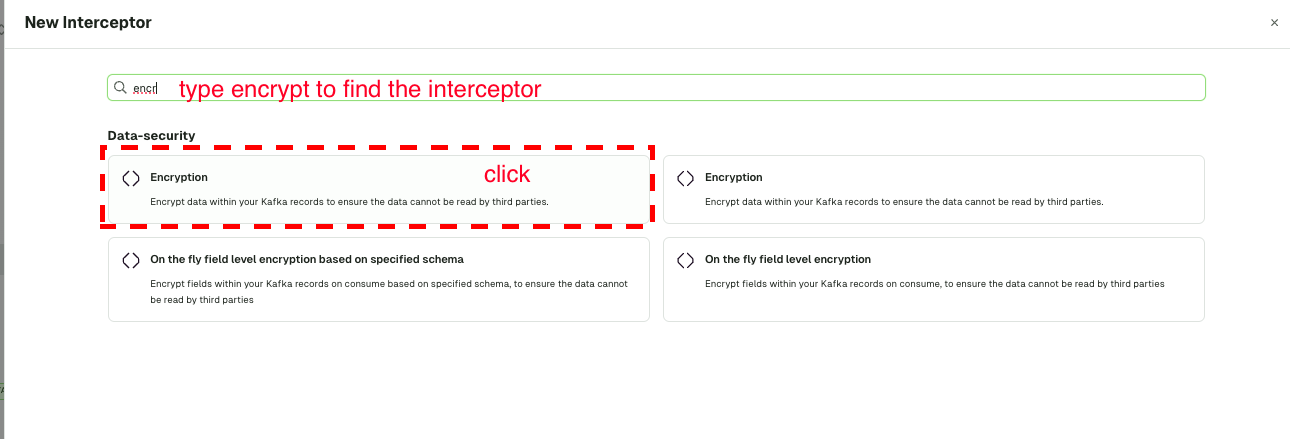 New Interceptor
×
encr type encrypt to find the interceptor
Data-security
click
Encryption
Encrypt data within your Kafka records to ensure the data cannot be read by third parties.
Encryption
Encrypt data within your Kafka records to ensure the data cannot be read by third parties.
On the fly field level encryption based on specified schema
Encrypt fields within your Kafka records on consume based on specified schema, to ensure the data cannot
be read by third parties
On the fly field level encryption
Encrypt fields within your Kafka records on consume, to ensure the data cannot be read by third parties